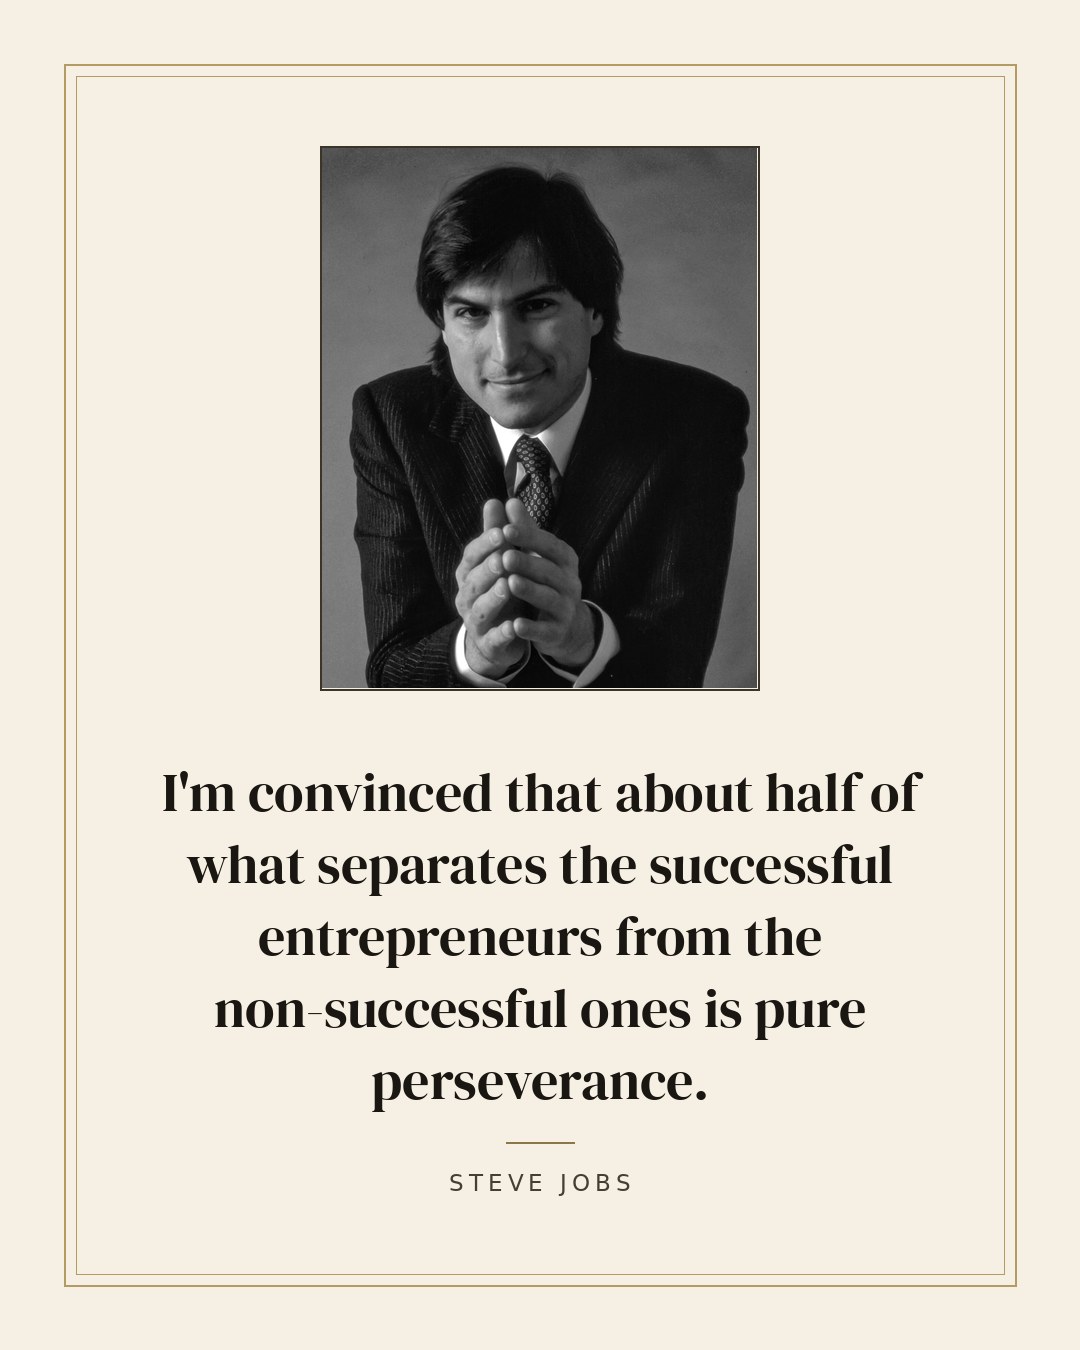 I'm convinced that about half of
what separates the successful
entrepreneurs from the
non-successful ones is pure
perseverance.
STEVE JOBS